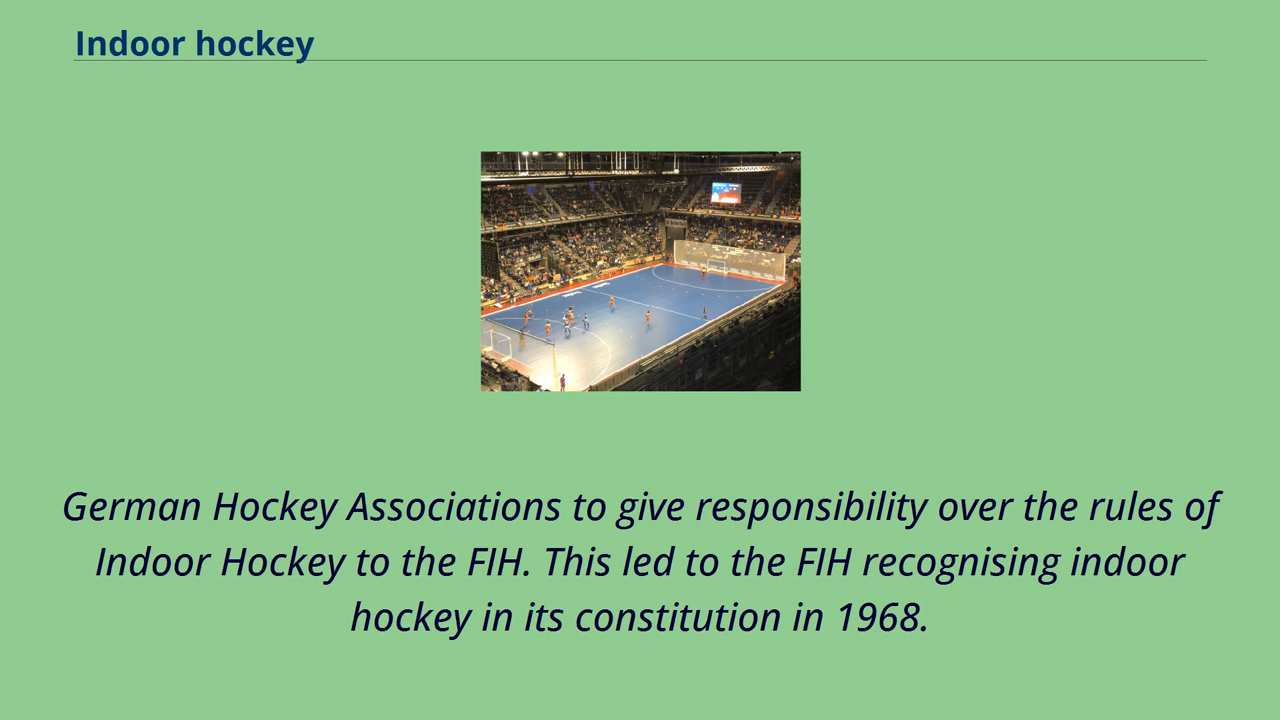 Indoor hockey
German Hockey Associations to give responsibility over the rules of
Indoor Hockey to the FIH. This led to the FIH recognising indoor
hockey in its constitution in 1968.